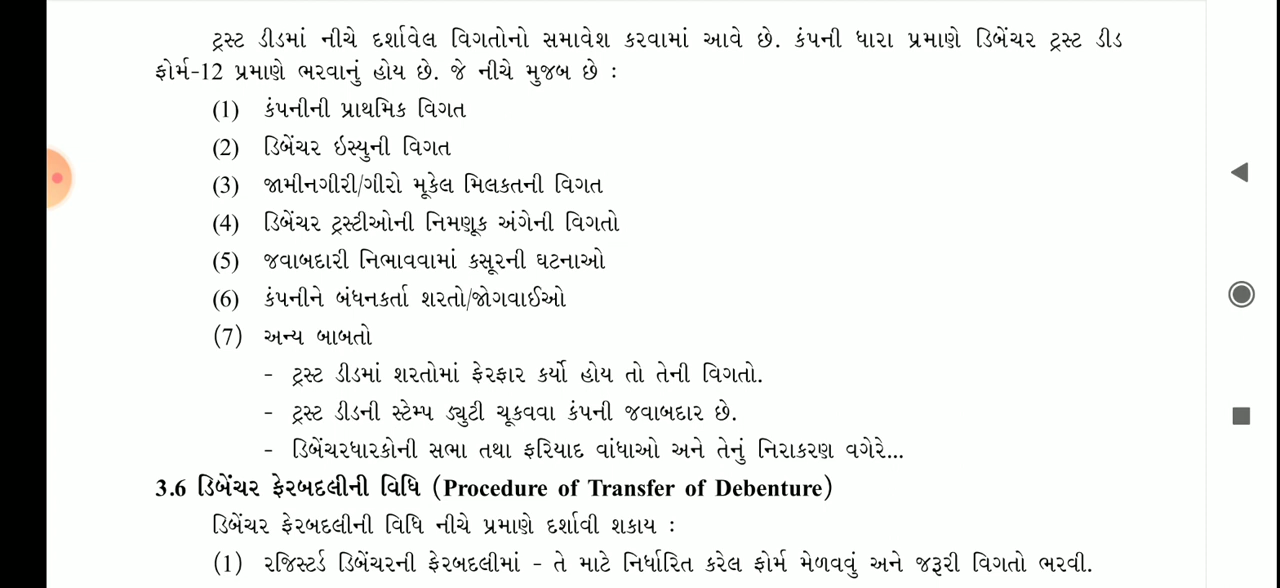 ટ્રસ્ટ ડીડમાં નીચે દર્શાવેલ વિગતોનો સમાવેશ કરવામાં આવે છે. કંપની ધારા પ્રમાણે ડિબેંચર ટ્રસ્ટ ડીડ
ફોર્મ-12 પ્રમાણે ભરવાનું હોય છે. જે નીચે મુજબ છે :
(1) કંપનીની પ્રાથમિક વિગત
(2) ડિબેંચર ઇસ્યુની વિગત
(3) જામીનગીરી/ગીરો મૂકેલ મિલકતની વિગત
(4) ડિબેંચર ટ્રસ્ટીઓની નિમણૂક અંગેની વિગતો
(5) જવાબદારી નિભાવવામાં કસૂરની ઘટનાઓ
(6) કંપનીને બંધનકર્તા શરતો/જોગવાઈઓ
(7) અન્ય બાબતો
- ટ્રસ્ટ ડીડમાં શરતોમાં ફેરફાર કર્યો હોય તો તેની વિગતો.
- ટ્રસ્ટ ડીડની સ્ટેમ્પ ડ્યુટી ચૂકવવા કંપની જવાબદાર છે.
- ડિબેંચરધારકોની સભા તથા ફરિયાદ વાંધાઓ અને તેનું નિરાકરણ વગેરે...
3.6 ડિબેંચર ફેરબદલીની વિધિ (Procedure of Transfer of Debenture)
ડિબેંચર ફેરબદલીની વિધિ નીચે પ્રમાણે દર્શાવી શકાય :
(1) રજિસ્ટર્ડ ડિબેંચરની ફેરબદલીમાં - તે માટે નિર્ધારિત કરેલ ફોર્મ મેળવવું અને જરૂરી વિગતો ભરવી.